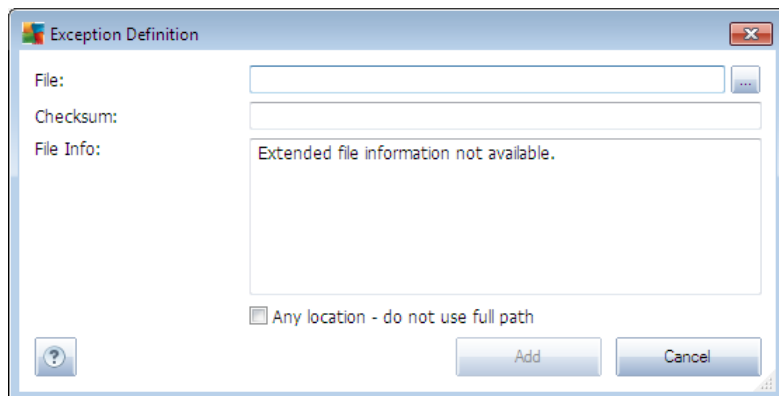 Exception Definition
File:
...
Checksum:
File Info:
Extended file information not available.
Any location - do not use full path
?
Add
Cancel